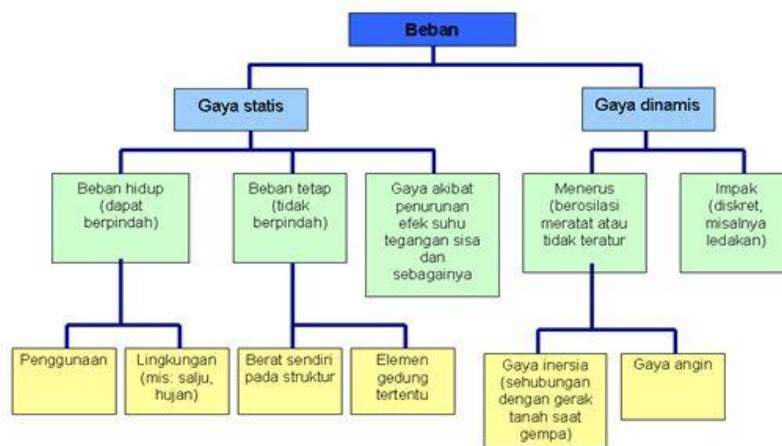 Beban
Gaya statis
Gaya dinamis
Beban hidup
(dapat
berpindah)
Beban tetap
(tidak
berpindah)
Gaya akibat
penurunan
efek suhu
tegangan sisa
dan
sebagainya
Menerus
(berosilasi
meratat atau
tidak teratur
Impak
(diskret,
misalnya
ledakan)
Penggunaan
Lingkungan
(mis: salju,
hujan)
Berat sendiri
pada struktur
Elemen
gedung
tertentu
Gaya inersia
(sehubungan
dengan gerak
tanah saat
gempa)
Gaya angin